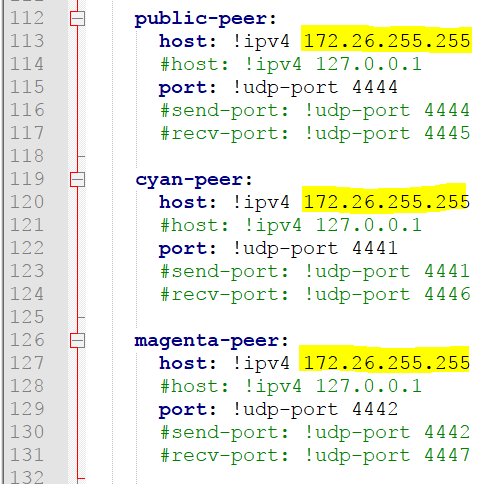 112 public-peer:
113 host: !ipv4 172.26.255.255
114 #host: !ipv4 127.0.0.1
115 port: !udp-port 4444
116 #send-port: !udp-port 4444
117 #recv-port: !udp-port 4445
118
119 cyan-peer:
120 host: !ipv4 172.26.255.255
121 #host: !ipv4 127.0.0.1
122 port: !udp-port 4441
123 #send-port: !udp-port 4441
124 #recv-port: !udp-port 4446
125
126 magenta-peer:
127 host: !ipv4 172.26.255.255
128 #host: !ipv4 127.0.0.1
129 port: !udp-port 4442
130 #send-port: !udp-port 4442
131 #recv-port: !udp-port 4447
132